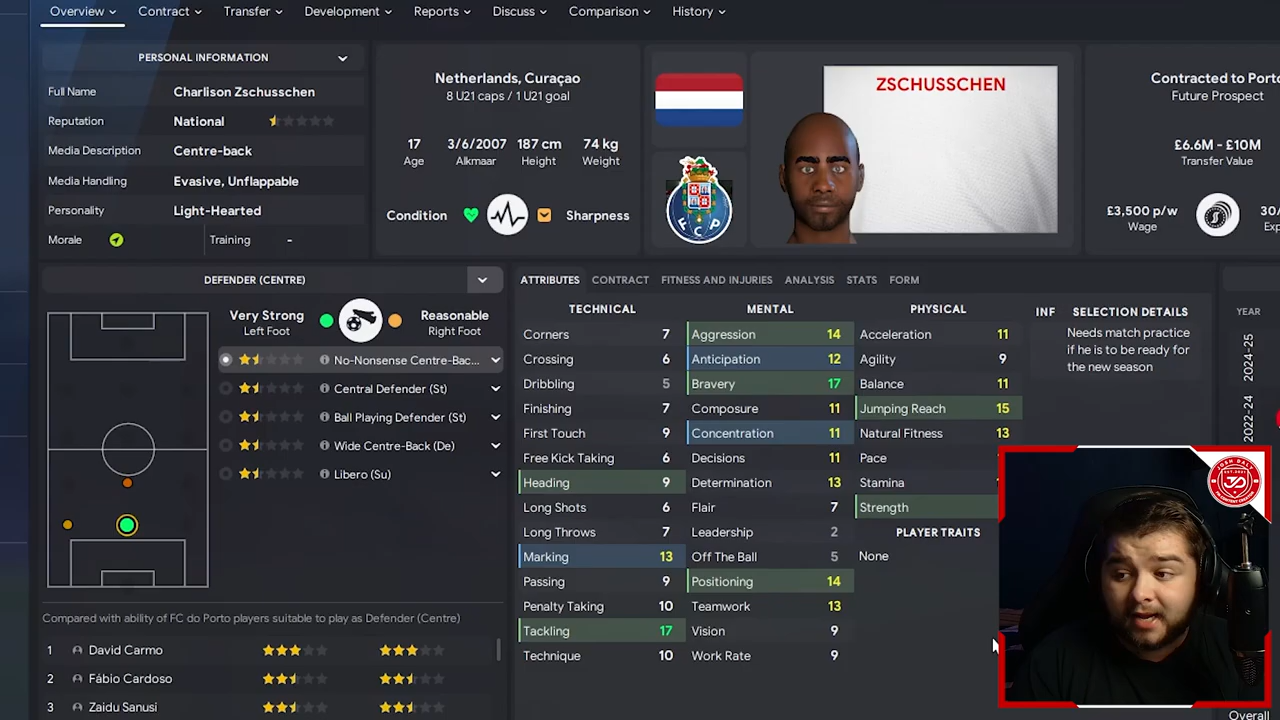 Overview Contract Transfer Development Reports Discuss Comparison History
PERSONAL INFORMATION
Full Name Charlison Zschusschen
Reputation National
Media Description Centre-back
Media Handling Evasive, Unflappable
Personality Light-Hearted
Morale Training -
Netherlands, Curaçao
8 U21 caps / 1 U21 goal
17 3/6/2007 187 cm 74 kg
Age Alkmaar Height Weight
Condition Sharpness
ZSCHUSSCHEN
F C P
Contracted to Porto
Future Prospect
£6.6M - £10M
Transfer Value
£3,500 p/w 30/
Wage Exp
DEFENDER (CENTRE)
Very Strong Reasonable
Left Foot Right Foot
No-Nonsense Centre-Bac...
Central Defender (St)
Ball Playing Defender (St)
Wide Centre-Back (De)
Libero (Su)
Compared with ability of FC do Porto players suitable to play as Defender (Centre)
1 David Carmo
2 Fábio Cardoso
3 Zaidu Sanusi
ATTRIBUTES CONTRACT FITNESS AND INJURIES ANALYSIS STATS FORM
TECHNICAL
Corners 7
Crossing 6
Dribbling 5
Finishing 7
First Touch 9
Free Kick Taking 6
Heading 9
Long Shots 6
Long Throws 7
Marking 13
Passing 9
Penalty Taking 10
Tackling 17
Technique 10
MENTAL
Aggression 14
Anticipation 12
Bravery 17
Composure 11
Concentration 11
Decisions 11
Determination 13
Flair 7
Leadership 2
Off The Ball 5
Positioning 14
Teamwork 13
Vision 9
Work Rate 9
PHYSICAL
Acceleration 11
Agility 9
Balance 11
Jumping Reach 15
Natural Fitness 13
Pace
Stamina
Strength
PLAYER TRAITS
None
INF SELECTION DETAILS
Needs match practice
if he is to be ready for
the new season
YEAR
2024-25
2022-24
JOSH DALY
Overall